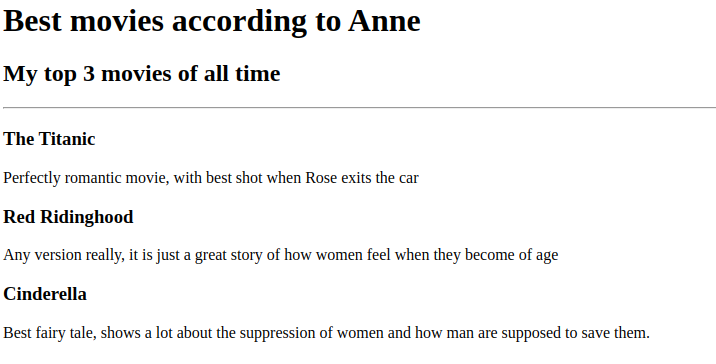 Best movies according to Anne
My top 3 movies of all time
The Titanic
Perfectly romantic movie, with best shot when Rose exits the car
Red Ridinghood
Any version really, it is just a great story of how women feel when they become of age
Cinderella
Best fairy tale, shows a lot about the suppression of women and how man are supposed to save them.